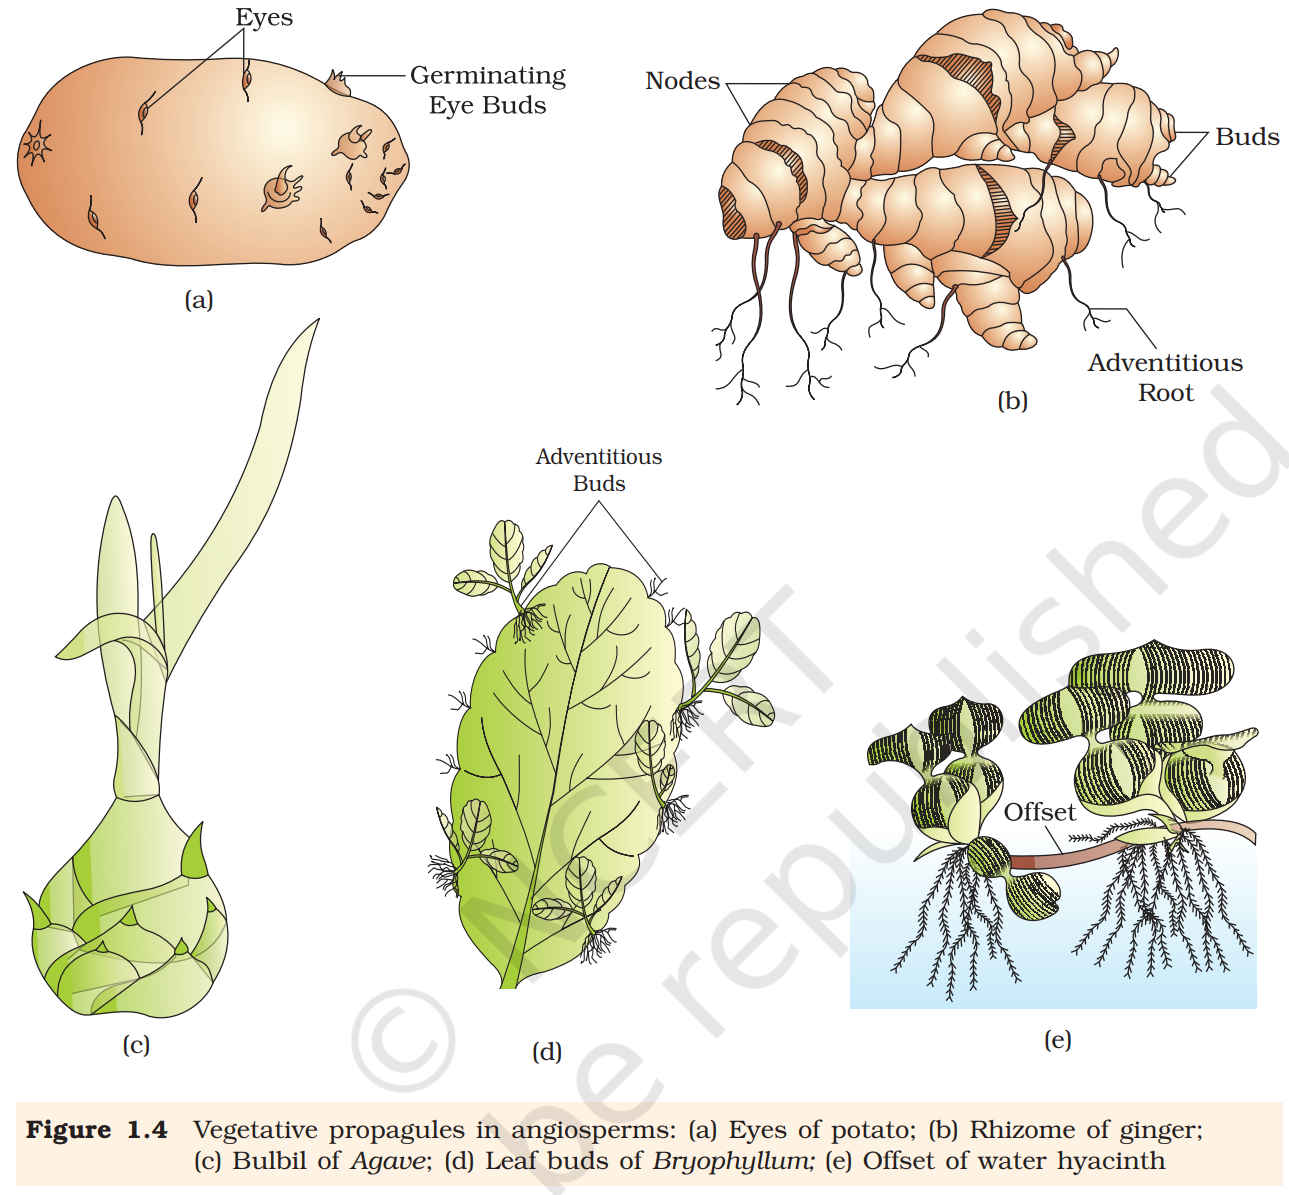 Eyes
Germinating
Eye Buds
(a)
Nodes
Buds
Adventitious
Root
(b)
(c)
Adventitious
Buds
(d)
Offset
(e)
© NCERT
be republished
Figure 1.4 Vegetative propagules in angiosperms: (a) Eyes of potato; (b) Rhizome of ginger;
(c) Bulbil of Agave; (d) Leaf buds of Bryophyllum; (e) Offset of water hyacinth